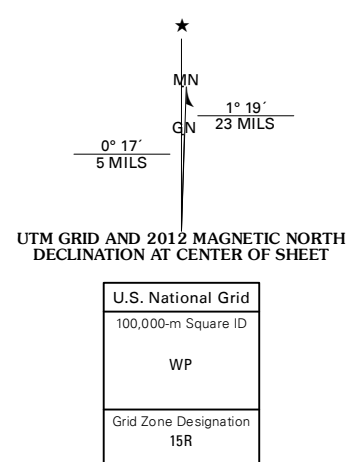 ★
MN
1° 19´
23 MILS
GN
0° 17´
5 MILS
UTM GRID AND 2012 MAGNETIC NORTH
DECLINATION AT CENTER OF SHEET
U.S. National Grid
100,000-m Square ID
WP
Grid Zone Designation
15R